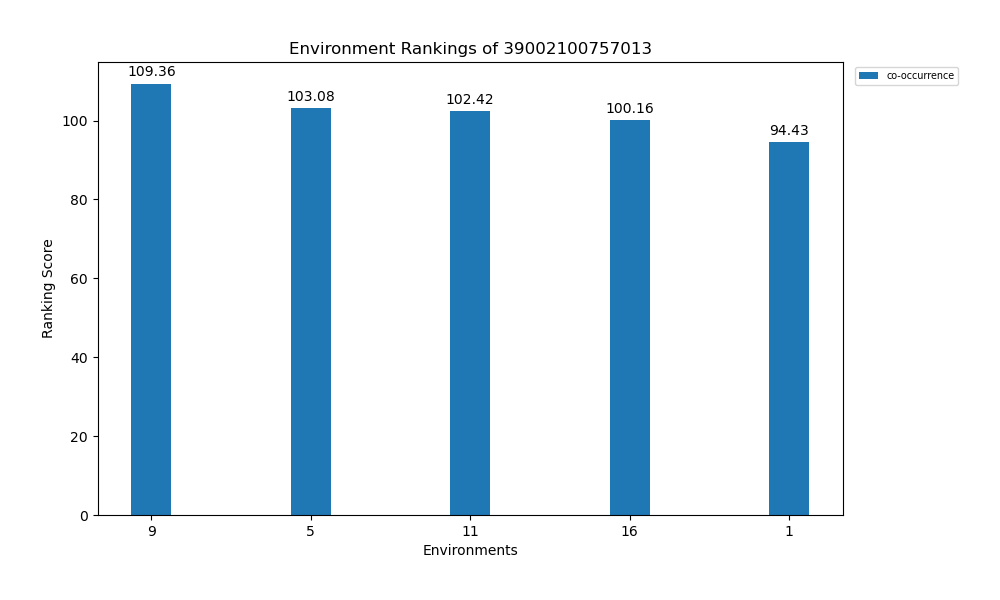 Environment Rankings of 39002100757013
co-occurrence
109.36
103.08
102.42
100.16
94.43
100
80
60
40
20
0
Ranking Score
9 5 11 16 1
Environments